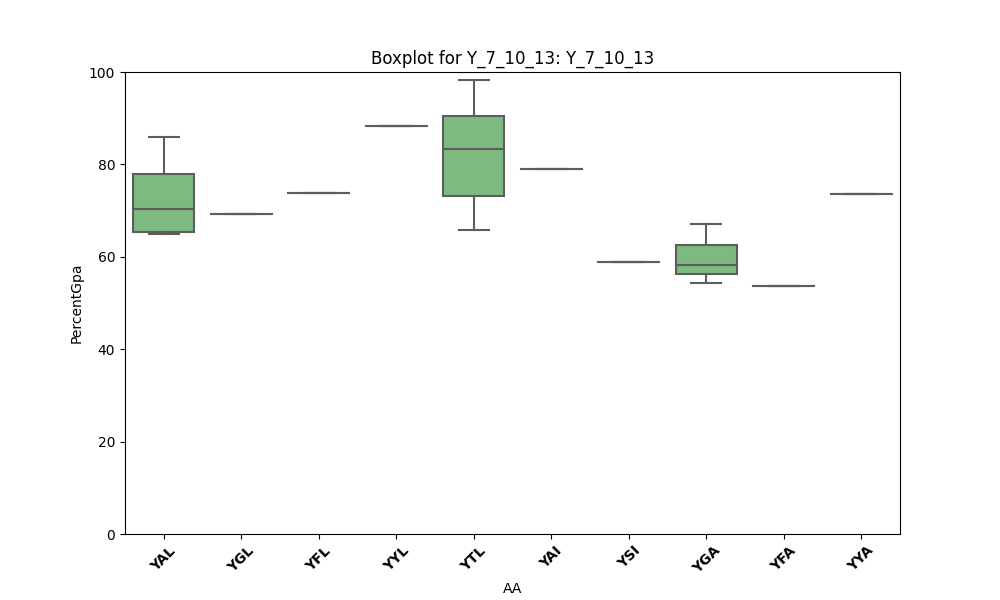 Boxplot for Y_7_10_13: Y_7_10_13
100
80
60
40
20
0
PercentGpa
YAL YGL YFL YYL YTL YAI YSI YGA YFA YYA
AA